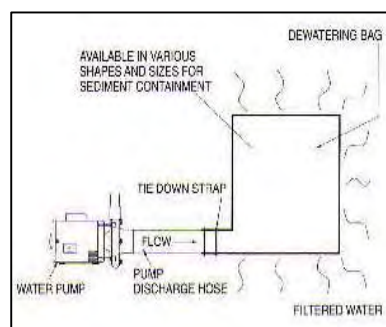 DEWATERING BAG
AVAILABLE IN VARIOUS
SHAPES AND SIZES FOR
SEDIMENT CONTAINMENT
TIE DOWN STRAP
FLOW
WATER PUMP
PUMP
DISCHARGE HOSE
FILTERED WATER